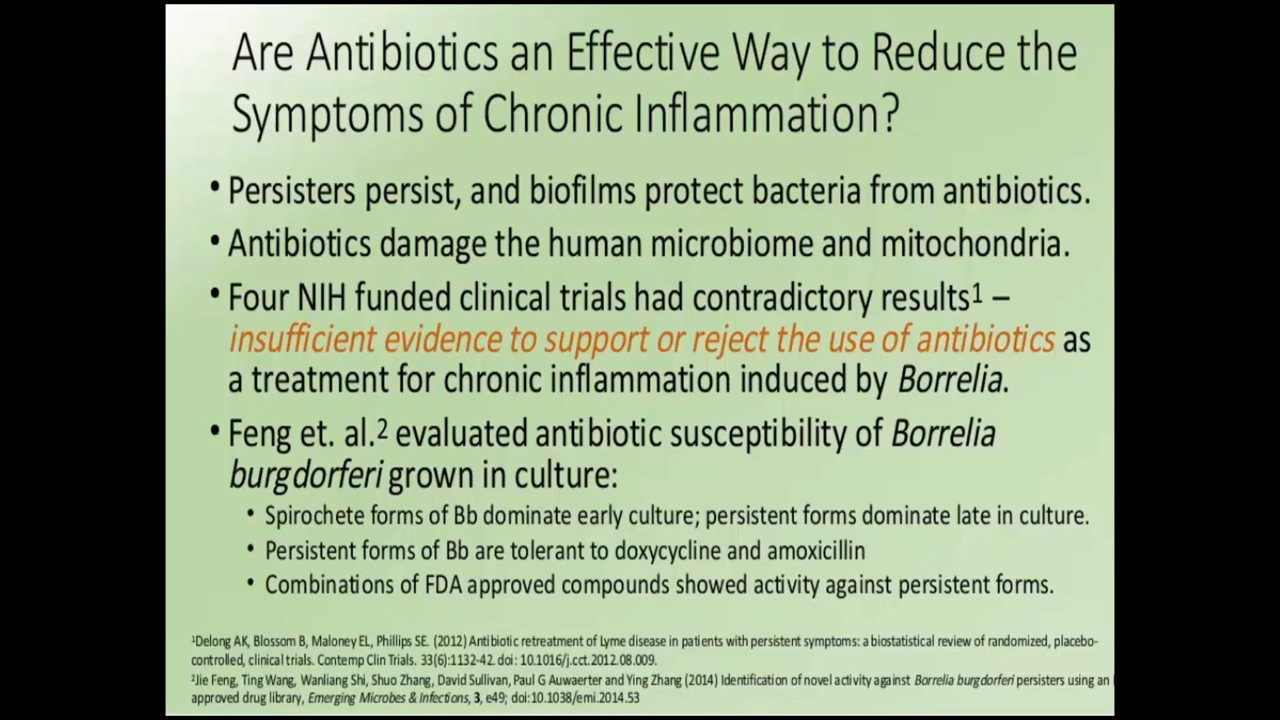 Are Antibiotics an Effective Way to Reduce the
Symptoms of Chronic Inflammation?
• Persisters persist, and biofilms protect bacteria from antibiotics.
• Antibiotics damage the human microbiome and mitochondria.
• Four NIH funded clinical trials had contradictory results¹ –
insufficient evidence to support or reject the use of antibiotics as
a treatment for chronic inflammation induced by Borrelia.
• Feng et. al.² evaluated antibiotic susceptibility of Borrelia
burgdorferi grown in culture:
• Spirochete forms of Bb dominate early culture; persistent forms dominate late in culture.
• Persistent forms of Bb are tolerant to doxycycline and amoxicillin
• Combinations of FDA approved compounds showed activity against persistent forms.
¹Delong AK, Blossom B, Maloney EL, Phillips SE. (2012) Antibiotic retreatment of Lyme disease in patients with persistent symptoms: a biostatistical review of randomized, placebo-
controlled, clinical trials. Contemp Clin Trials. 33(6):1132-42. doi: 10.1016/j.cct.2012.08.009.
²Jie Feng, Ting Wang, Wanliang Shi, Shuo Zhang, David Sullivan, Paul G Auwaerter and Ying Zhang (2014) Identification of novel activity against Borrelia burgdorferi persisters using an
approved drug library, Emerging Microbes & Infections, 3, e49; doi:10.1038/emi.2014.53